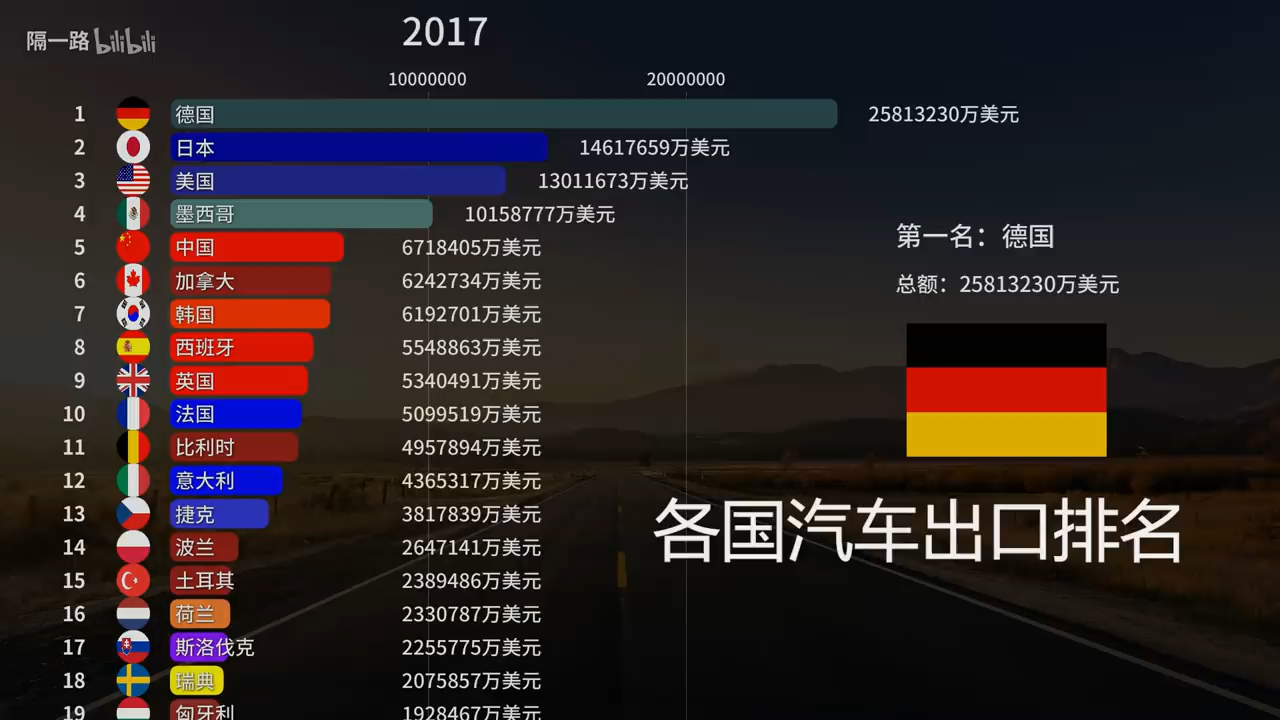 隔一路 bilibili
2017
10000000 20000000
1 德国 25813230万美元
2 日本 14617659万美元
3 美国 13011673万美元
4 墨西哥 10158777万美元
5 中国 6718405万美元
6 加拿大 6242734万美元
7 韩国 6192701万美元
8 西班牙 5548863万美元
9 英国 5340491万美元
10 法国 5099519万美元
11 比利时 4957894万美元
12 意大利 4365317万美元
13 捷克 3817839万美元
14 波兰 2647141万美元
15 土耳其 2389486万美元
16 荷兰 2330787万美元
17 斯洛伐克 2255775万美元
18 瑞典 2075857万美元
19 匈牙利 1928467万美元
第一名：德国
总额：25813230万美元
各国汽车出口排名